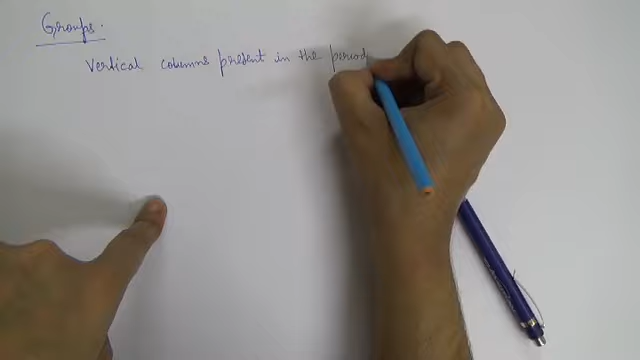 Groups.
Vertical columns present in the period